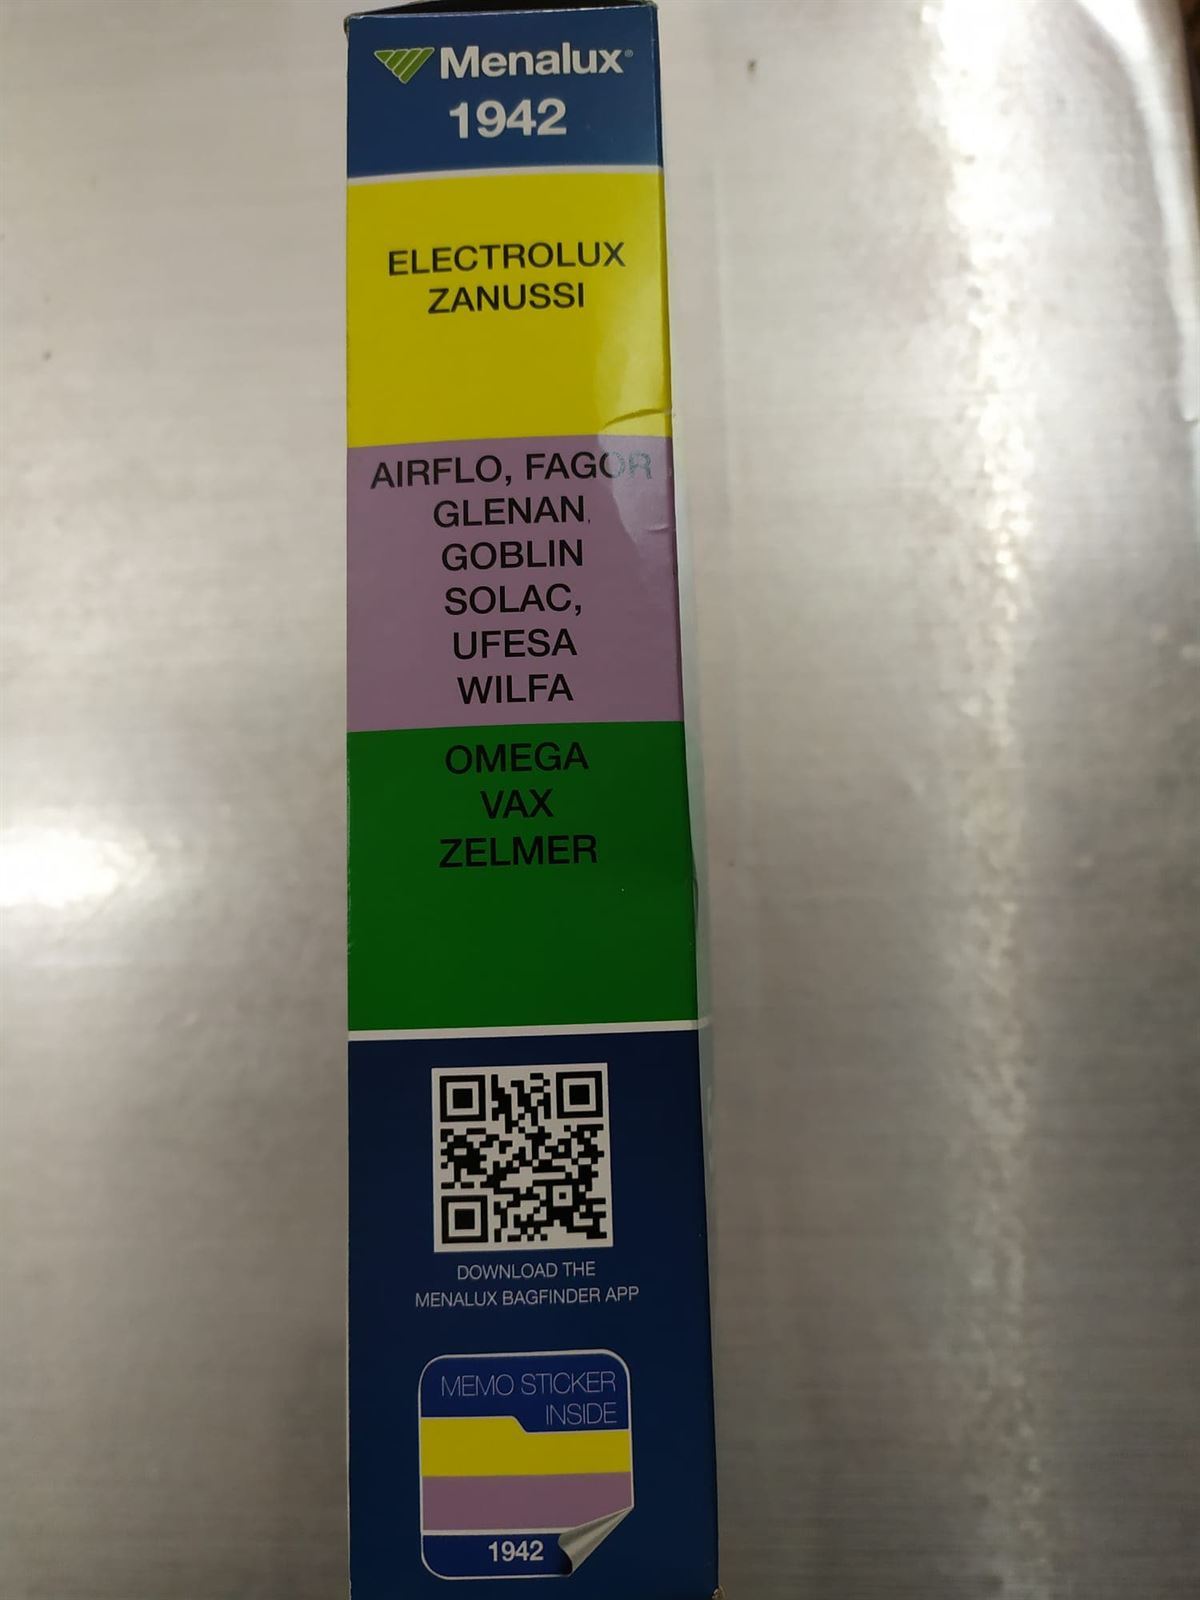 Menalux®
1942
ELECTROLUX
ZANUSSI
AIRFLO, FAGOR
GLENAN,
GOBLIN
SOLAC,
UFESA
WILFA
OMEGA
VAX
ZELMER
DOWNLOAD THE
MENALUX BAGFINDER APP
MEMO STICKER
INSIDE
1942